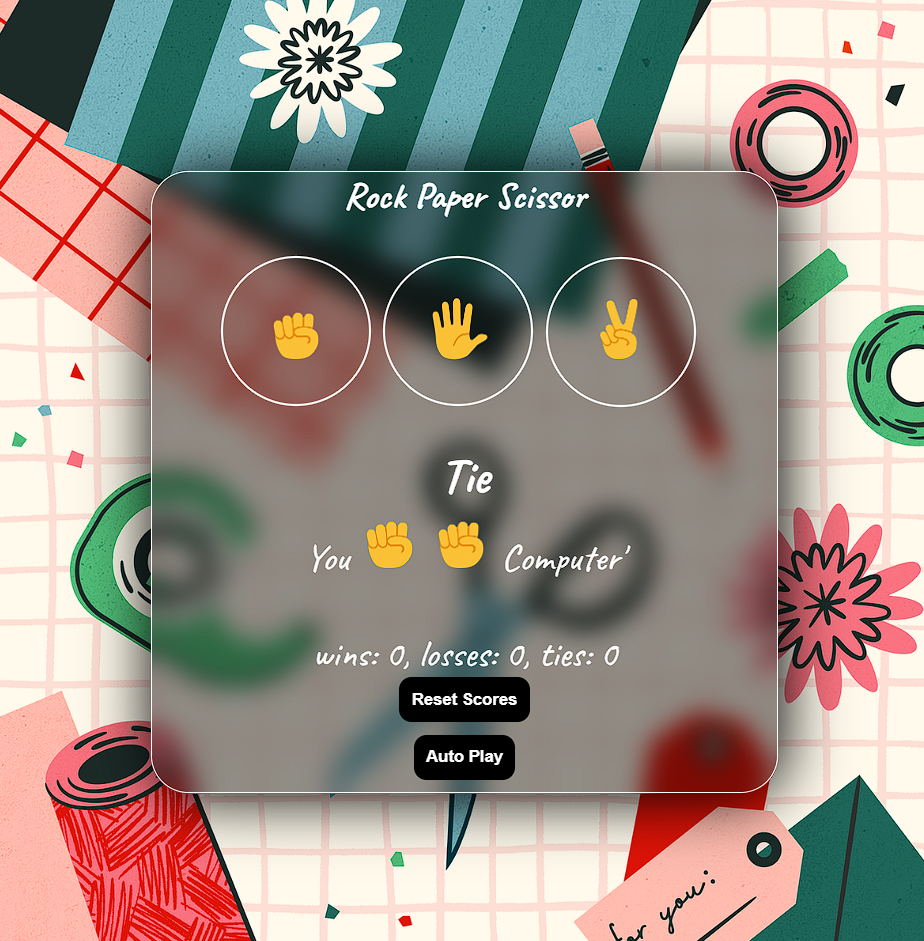 Rock Paper Scissor
Tie
You Computer'
wins: 0, losses: 0, ties: 0
Reset Scores
Auto Play
for you: